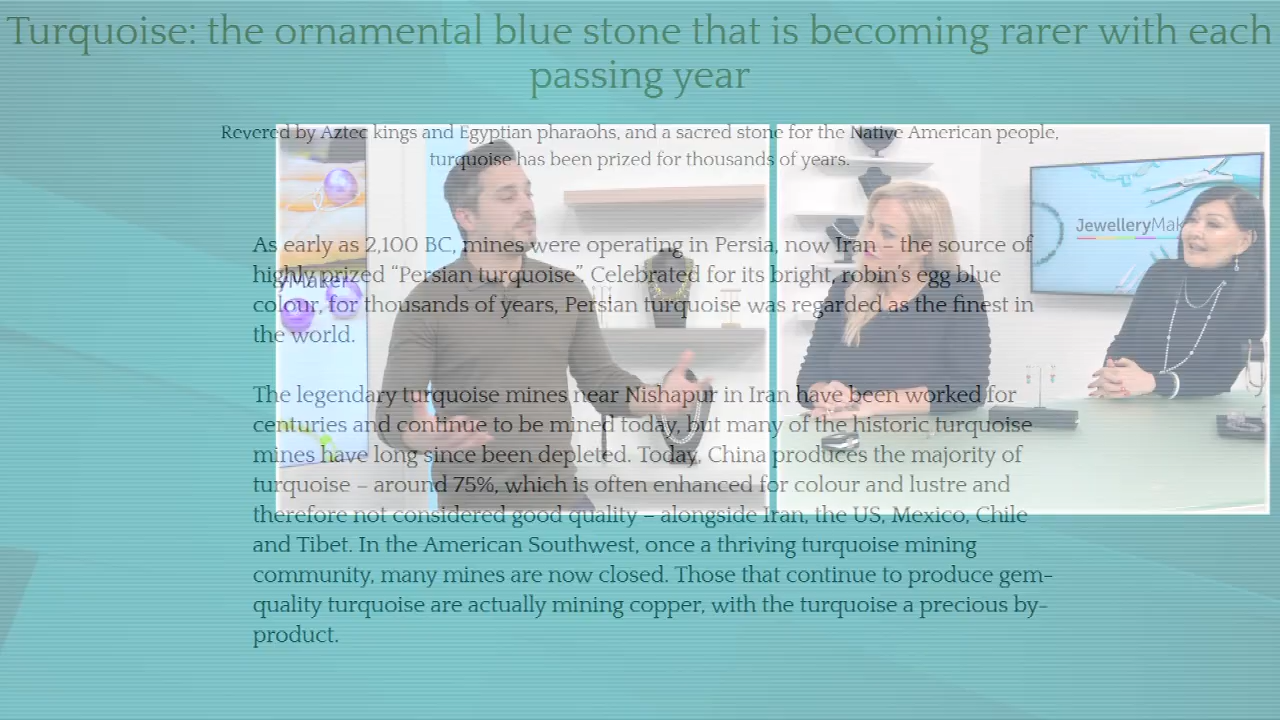 Turquoise: the ornamental blue stone that is becoming rarer with each
passing year
Revered by Aztec kings and Egyptian pharaohs, and a sacred stone for the Native American people,
turquoise has been prized for thousands of years.
As early as 2,100 BC, mines were operating in Persia, now Iran – the source of
highly prized “Persian turquoise”. Celebrated for its bright, robin’s egg blue
colour, for thousands of years, Persian turquoise was regarded as the finest in
the world.
The legendary turquoise mines near Nishapur in Iran have been worked for
centuries and continue to be mined today, but many of the historic turquoise
mines have long since been depleted. Today, China produces the majority of
turquoise – around 75%, which is often enhanced for colour and lustre and
therefore not considered good quality – alongside Iran, the US, Mexico, Chile
and Tibet. In the American Southwest, once a thriving turquoise mining
community, many mines are now closed. Those that continue to produce gem-
quality turquoise are actually mining copper, with the turquoise a precious by-
product.
yMaker
JewelleryMak